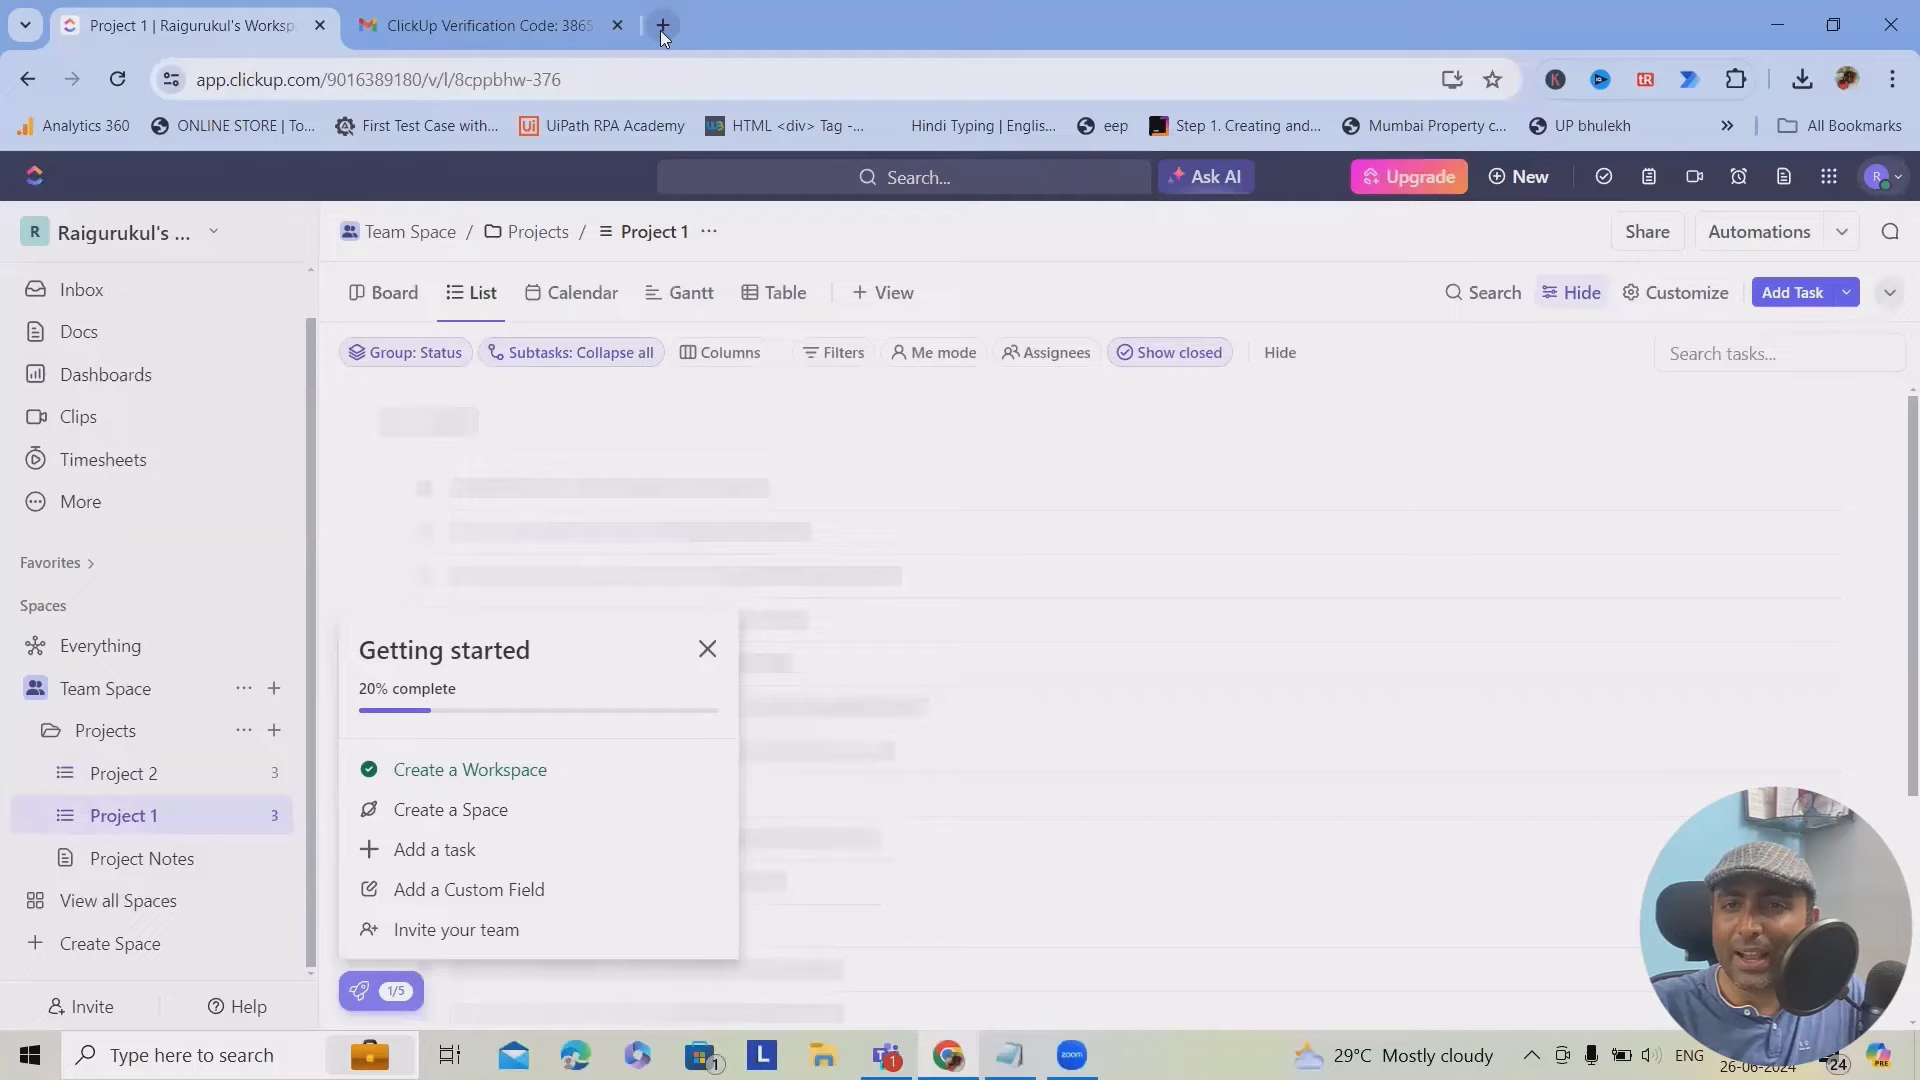 Project 1 | Raigurukul's Worksp
ClickUp Verification Code: 3865
app.clickup.com/9016389180/v/l/8cppbhw-376
Analytics 360
ONLINE STORE | To...
First Test Case with...
UiPath RPA Academy
HTML <div> Tag -...
Hindi Typing | Englis...
eep
Step 1. Creating and...
Mumbai Property c...
UP bhulekh
All Bookmarks
Search...
Ask AI
Upgrade
New
R
R
Raigurukul's ...
Team Space / Projects / Project 1 ...
Share
Automations
Inbox
Docs
Dashboards
Clips
Timesheets
More
Favorites
Spaces
Everything
Team Space
Projects
Project 2 3
Project 1 3
Project Notes
View all Spaces
Create Space
Invite
Help
Board
List
Calendar
Gantt
Table
+ View
Search
Hide
Customize
Add Task
Group: Status
Subtasks: Collapse all
Columns
Filters
Me mode
Assignees
Show closed
Hide
Search tasks...
Getting started
20% complete
Create a Workspace
Create a Space
Add a task
Add a Custom Field
Invite your team
1/5
Type here to search
1
L
1
zoom
29°C Mostly cloudy
ENG
26-06-2024
24